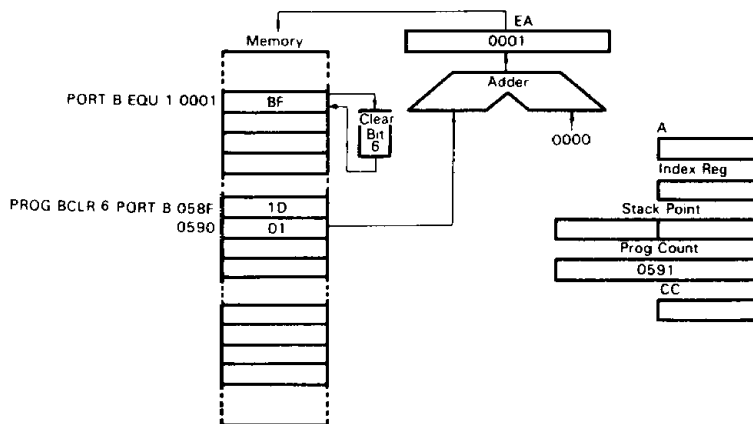 EA
Memory
0001
Adder
PORT B EQU 1 0001
BF
Clear
Bit
6
0000
A
Index Reg
PROG BCLR 6 PORT B 058F
1D
0590
01
Stack Point
Prog Count
0591
CC